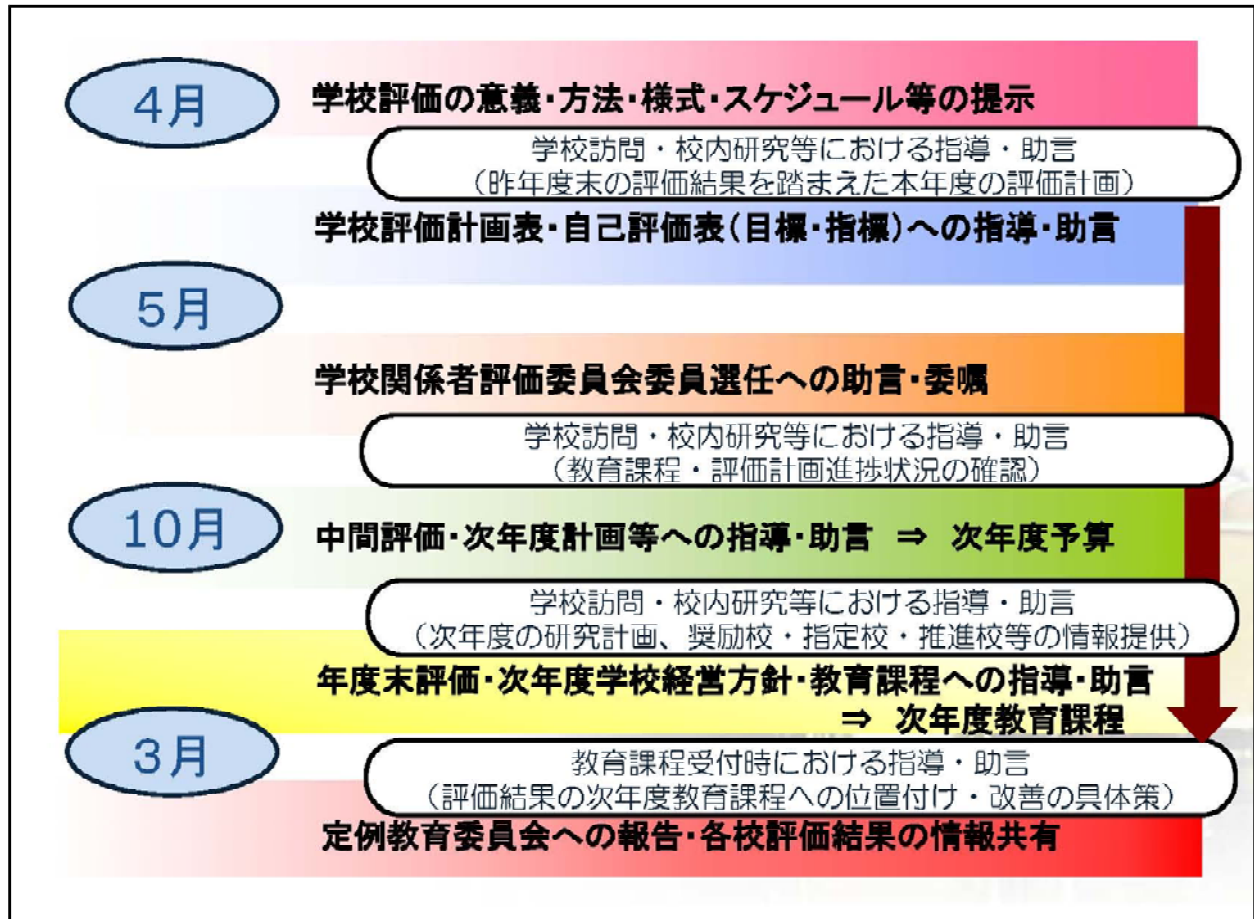 4月
学校評価の意義・方法・様式・スケジュール等の提示
学校訪問・校内研究等における指導・助言
（昨年度末の評価結果を踏まえた本年度の評価計画）
学校評価計画表・自己評価表（目標・指標）への指導・助言
5月
学校関係者評価委員会委員選任への助言・委嘱
学校訪問・校内研究等における指導・助言
（教育課程・評価計画進捗状況の確認）
10月
中間評価・次年度計画等への指導・助言 ⇒ 次年度予算
学校訪問・校内研究等における指導・助言
（次年度の研究計画、奨励校・指定校・推進校等の情報提供）
年度末評価・次年度学校経営方針・教育課程への指導・助言
⇒ 次年度教育課程
3月
教育課程受付時における指導・助言
（評価結果の次年度教育課程への位置付け・改善の具体策）
定例教育委員会への報告・各校評価結果の情報共有